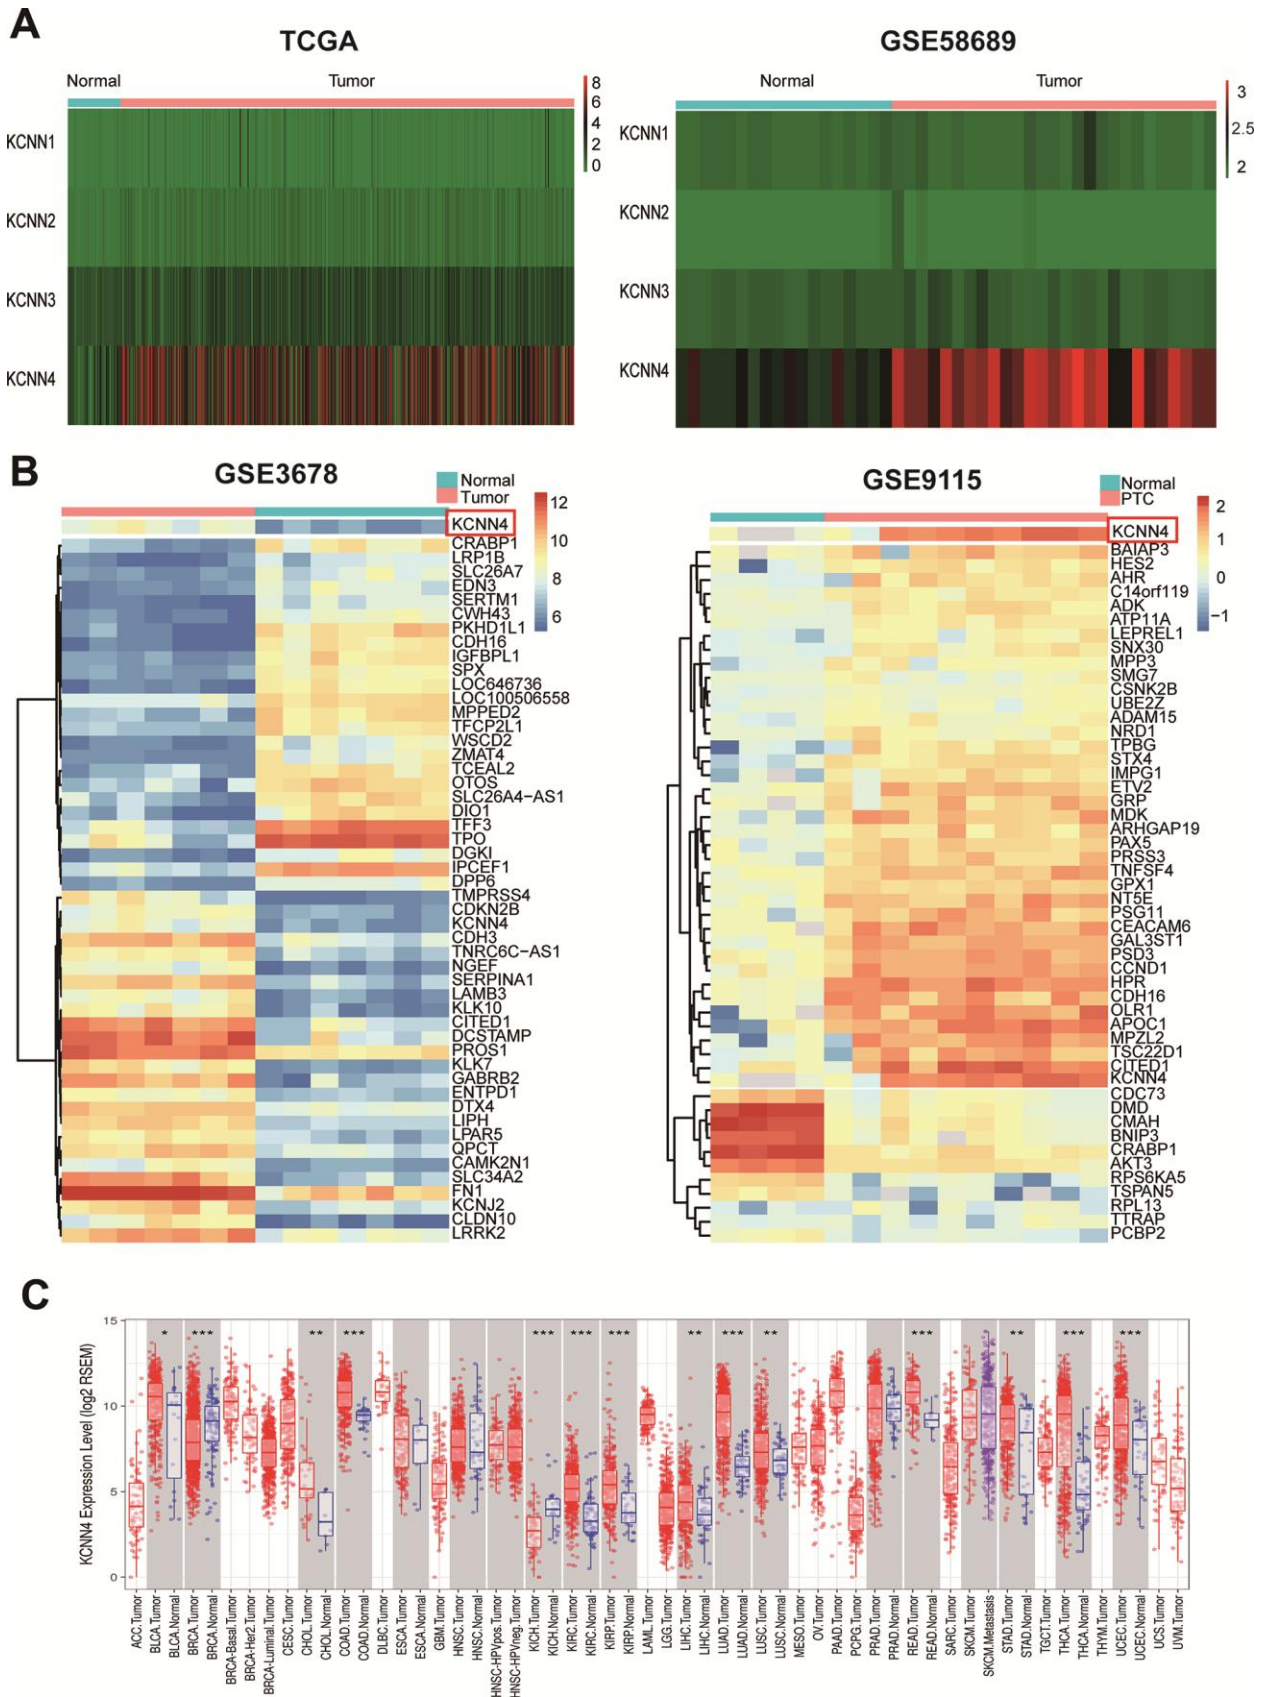 A
TCGA
GSE58689
Normal
Tumor
Normal
Tumor
8
6
4
2
0
3
2.5
2
KCNN1
KCNN2
KCNN3
KCNN4
KCNN1
KCNN2
KCNN3
KCNN4
B
GSE3678
Normal
Tumor
12
10
8
6
KCNN4
CRABP1
LRP1B
SLC26A7
EDN3
SERTM1
CWH43
PKHD1L1
CDH16
IGFBPL1
SPX
LOC646736
LOC100506558
MPPED2
TFCP2L1
WSCD2
ZMAT4
TCEAL2
OTOS
SLC26A4−AS1
DIO1
TFF3
TPO
DGKI
IPCEF1
DPP6
TMPRSS4
CDKN2B
KCNN4
CDH3
TNRC6C−AS1
NGEF
SERPINA1
LAMB3
KLK10
CITED1
DCSTAMP
PROS1
KLK7
GABRB2
ENTPD1
DTX4
LIPH
LPAR5
QPCT
CAMK2N1
SLC34A2
FN1
KCNJ2
CLDN10
LRRK2
GSE9115
Normal
PTC
2
1
0
−1
KCNN4
BAIAP3
HES2
AHR
C14orf119
ADK
ATP11A
LEPREL1
SNX30
MPP3
SMG7
CSNK2B
UBE2Z
ADAM15
NRD1
TPBG
STX4
IMPG1
ETV2
GRP
MDK
ARHGAP19
PAX5
PRSS3
TNFSF4
GPX1
NT5E
PSG11
CEACAM6
GAL3ST1
PSD3
CCND1
HPR
CDH16
OLR1
APOC1
MPZL2
TSC22D1
CITED1
KCNN4
CDC73
DMD
CMAH
BNIP3
CRABP1
AKT3
RPS6KA5
TSPAN5
RPL13
TTRAP
PCBP2
C
KCNN4 Expression Level (log2 RSEM)
15
10
5
0
* *** ** *** *** *** *** ** *** ** *** ** *** ***
ACC.Tumor
BLCA.Tumor
BLCA.Normal
BRCA.Tumor
BRCA.Normal
BRCA-Basal.Tumor
BRCA-Her2.Tumor
BRCA-Luminal.Tumor
CESC.Tumor
CHOL.Tumor
CHOL.Normal
COAD.Tumor
COAD.Normal
DLBC.Tumor
ESCA.Tumor
ESCA.Normal
GBM.Tumor
HNSC.Tumor
HNSC.Normal
HNSC-HPVpos.Tumor
HNSC-HPVneg.Tumor
KICH.Tumor
KICH.Normal
KIRC.Tumor
KIRC.Normal
KIRP.Tumor
KIRP.Normal
LAML.Tumor
LGG.Tumor
LIHC.Tumor
LIHC.Normal
LUAD.Tumor
LUAD.Normal
LUSC.Tumor
LUSC.Normal
MESO.Tumor
OV.Tumor
PAAD.Tumor
PCPG.Tumor
PRAD.Tumor
PRAD.Normal
READ.Tumor
READ.Normal
SARC.Tumor
SKCM.Tumor
SKCM.Metastasis
STAD.Tumor
STAD.Normal
TGCT.Tumor
THCA.Tumor
THCA.Normal
THYM.Tumor
UCEC.Tumor
UCEC.Normal
UCS.Tumor
UVM.Tumor